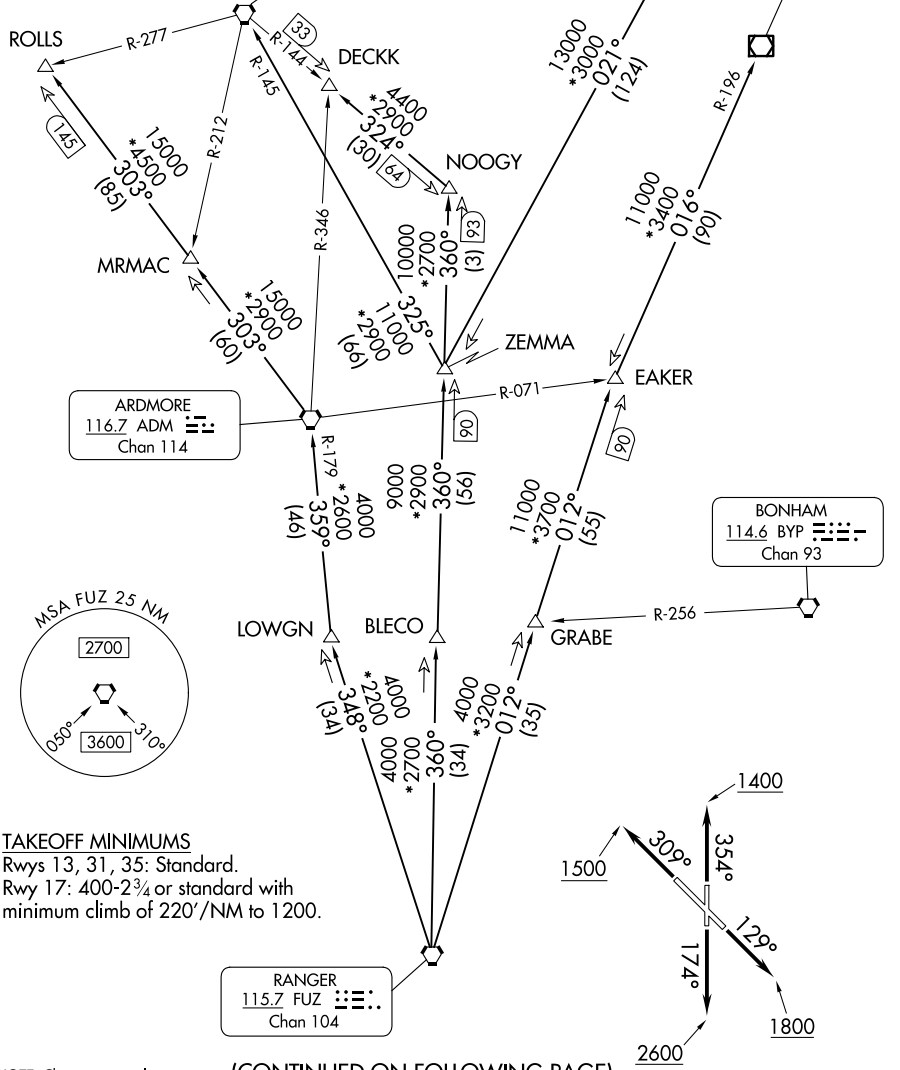 ROLLS
R-277
33
R-144
DECKK
R-145
13000
*3000
021°
(124)
R-196
145
15000
*4500
303°
(85)
R-212
4400
*2900
324°
(30)
64
NOOGY
R-346
93
10000
*2700
360°
(3)
11000
*3400
016°
(90)
MRMAC
15000
*2900
303°
(60)
325°
11000
*2900
(66)
ZEMMA
EAKER
R-071
ARDMORE
116.7 ADM
Chan 114
90
90
R-179
4000
*2600
359°
(46)
9000
*2900
360°
(56)
11000
*3700
012°
(55)
BONHAM
114.6 BYP
Chan 93
R-256
MSA FUZ 25 NM
2700
050°
310°
3600
LOWGN
BLECO
GRABE
4000
*2200
348°
(34)
4000
*2700
360°
(34)
4000
*3200
012°
(35)
TAKEOFF MINIMUMS
Rwys 13, 31, 35: Standard.
Rwy 17: 400-2¾ or standard with
minimum climb of 220'/NM to 1200.
1400
1500
309°
354°
129°
174°
1800
2600
RANGER
115.7 FUZ
Chan 104
(CONTINUED ON FOLLOWING PAGE)